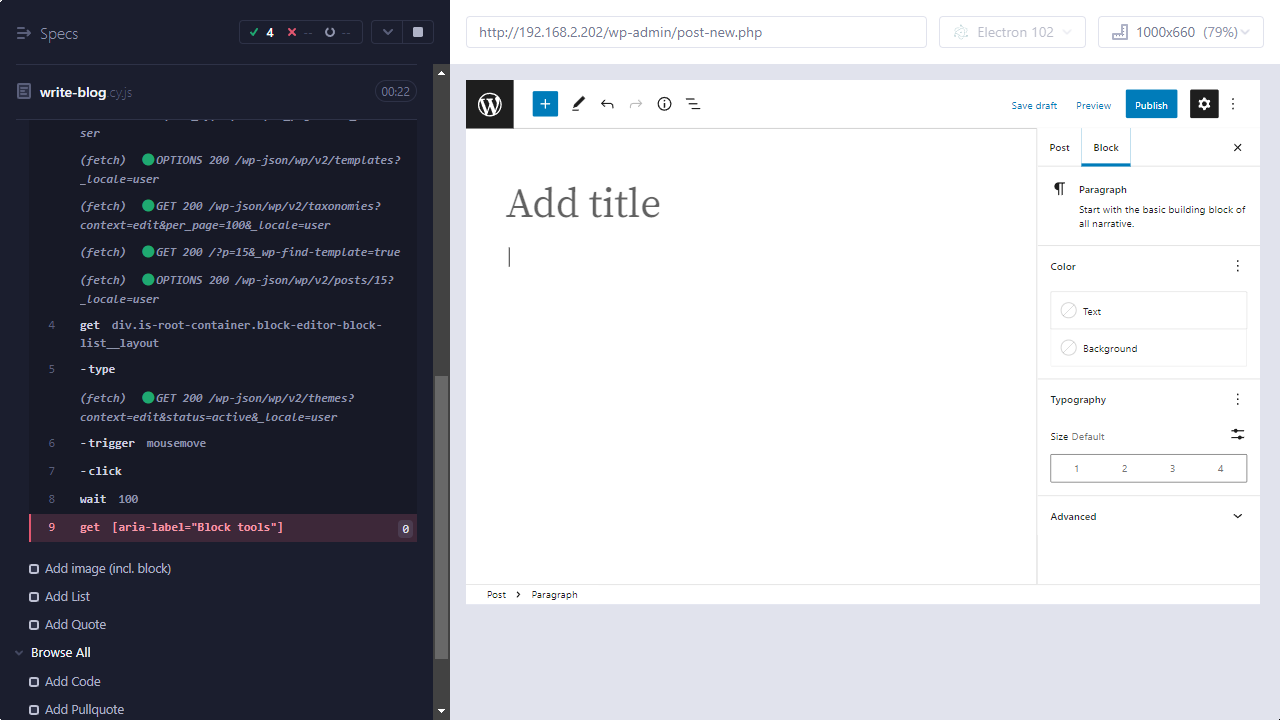 Specs
4
--
--
write-blog.cy.js
00:22
ser
(fetch) OPTIONS 200 /wp-json/wp/v2/templates?
_locale=user
(fetch) GET 200 /wp-json/wp/v2/taxonomies?
context=edit&per_page=100&_locale=user
(fetch) GET 200 /?p=15&_wp-find-template=true
(fetch) OPTIONS 200 /wp-json/wp/v2/posts/15?
_locale=user
4 get div.is-root-container.block-editor-block-
list__layout
5 -type
(fetch) GET 200 /wp-json/wp/v2/themes?
context=edit&status=active&_locale=user
6 -trigger mousemove
7 -click
8 wait 100
9 get [aria-label="Block tools"] 0
Add image (incl. block)
Add List
Add Quote
Browse All
Add Code
Add Pullquote
http://192.168.2.202/wp-admin/post-new.php
Electron 102
1000x660 (79%)
Save draft
Preview
Publish
Add title
Post
Block
Paragraph
Start with the basic building block of
all narrative.
Color
Text
Background
Typography
Size Default
1 2 3 4
Advanced
Post > Paragraph